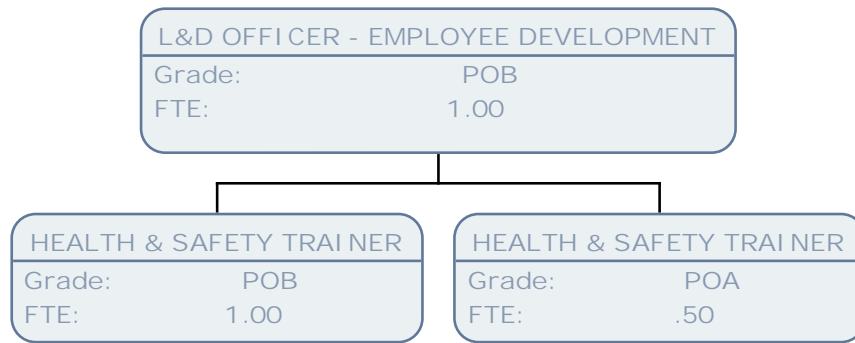 L&D OFFICER - EMPLOYEE DEVELOPMENT
Grade: POB
FTE: 1.00
HEALTH & SAFETY TRAINER
Grade: POB
FTE: 1.00
HEALTH & SAFETY TRAINER
Grade: POA
FTE: .50